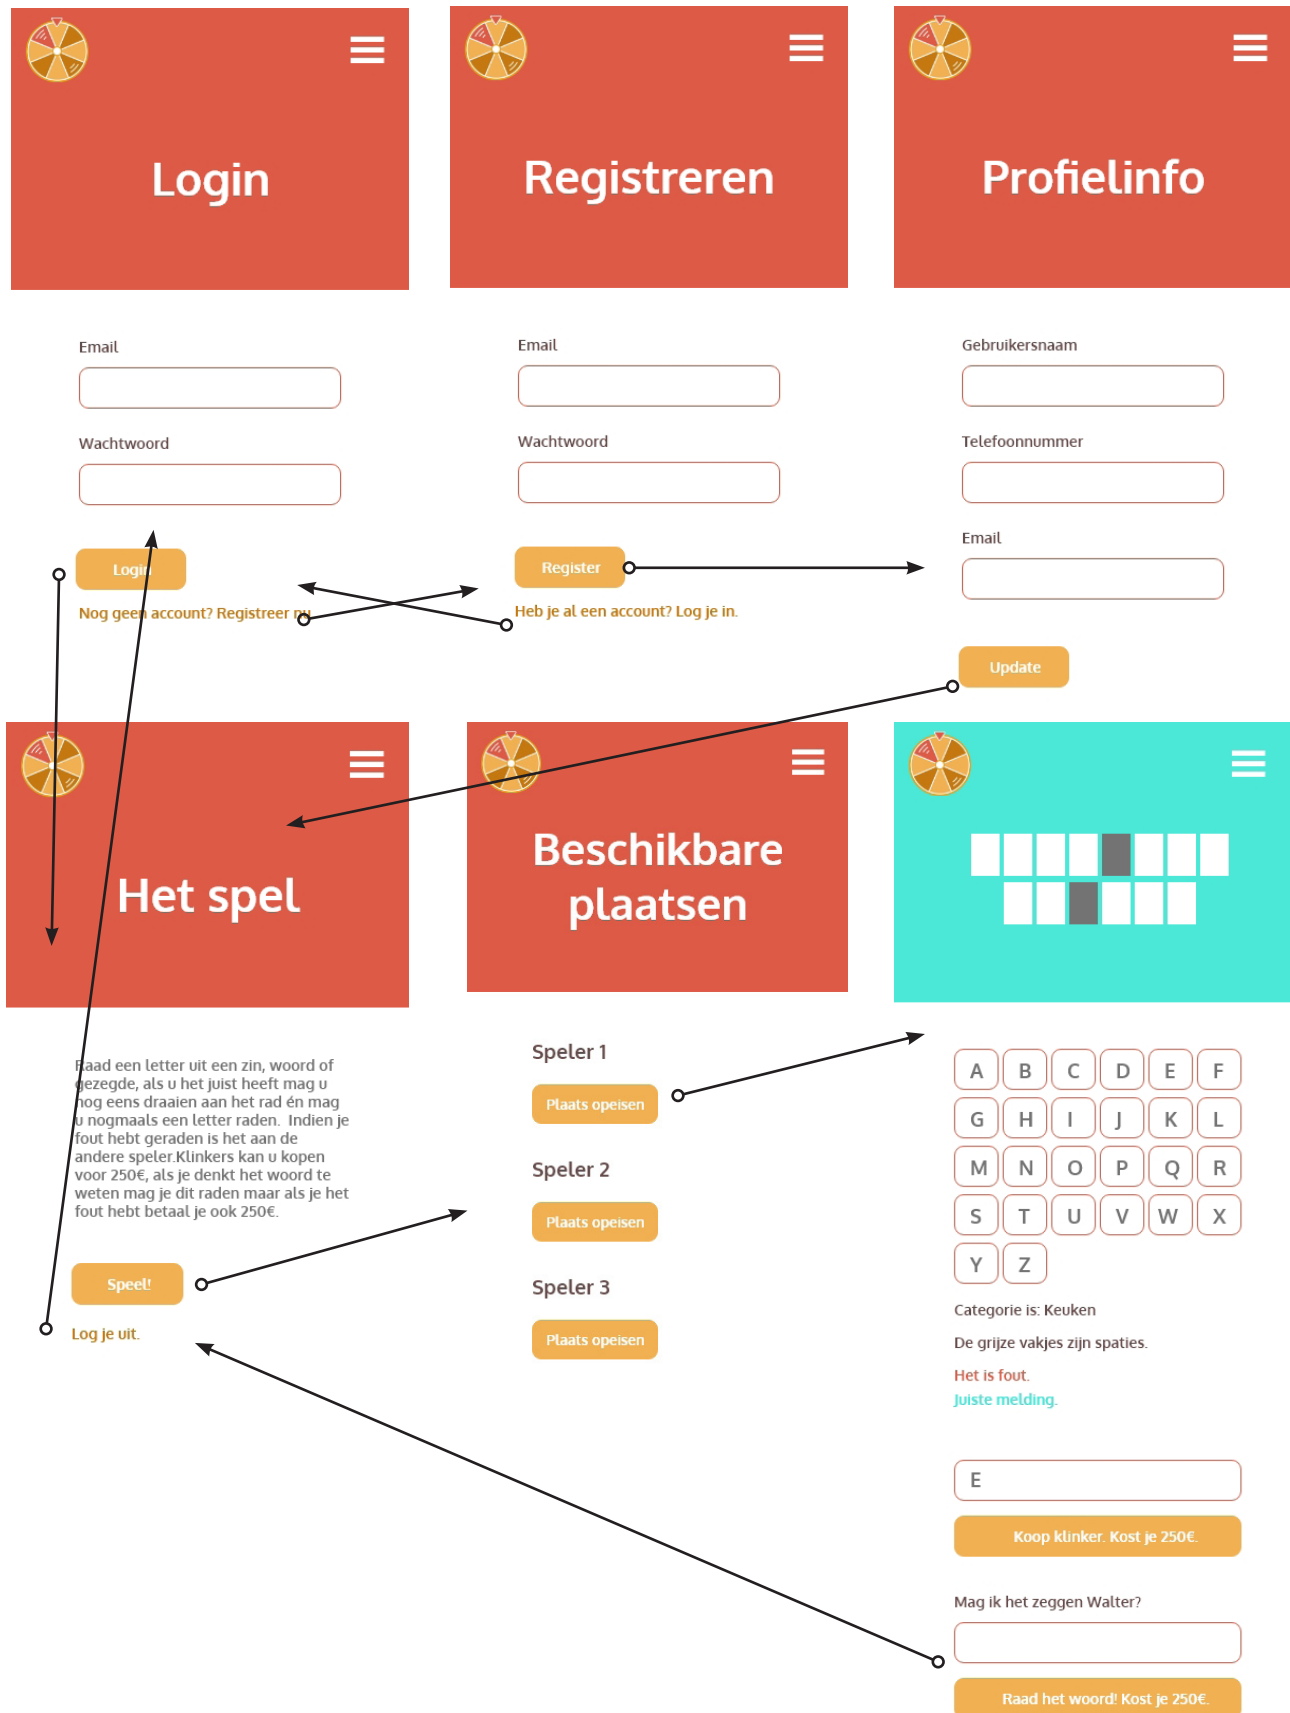 Login
Email
Wachtwoord
Login
Nog geen account? Registreer nu
Registreren
Email
Wachtwoord
Register
Heb je al een account? Log je in.
Profielinfo
Gebruikersnaam
Telefoonnummer
Email
Update
Het spel
Raad een letter uit een zin, woord of
gezegde, als u het juist heeft mag u
nog eens draaien aan het rad én mag
u nogmaals een letter raden. Indien je
fout hebt geraden is het aan de
andere speler.Klinkers kan u kopen
voor 250€, als je denkt het woord te
weten mag je dit raden maar als je het
fout hebt betaal je ook 250€.
Speel!
Log je uit.
Beschikbare
plaatsen
Speler 1
Plaats opeisen
Speler 2
Plaats opeisen
Speler 3
Plaats opeisen
A B C D E F
G H I J K L
M N O P Q R
S T U V W X
Y Z
Categorie is: Keuken
De grijze vakjes zijn spaties.
Het is fout.
Juiste melding.
E
Koop klinker. Kost je 250€.
Mag ik het zeggen Walter?
Raad het woord! Kost je 250€.